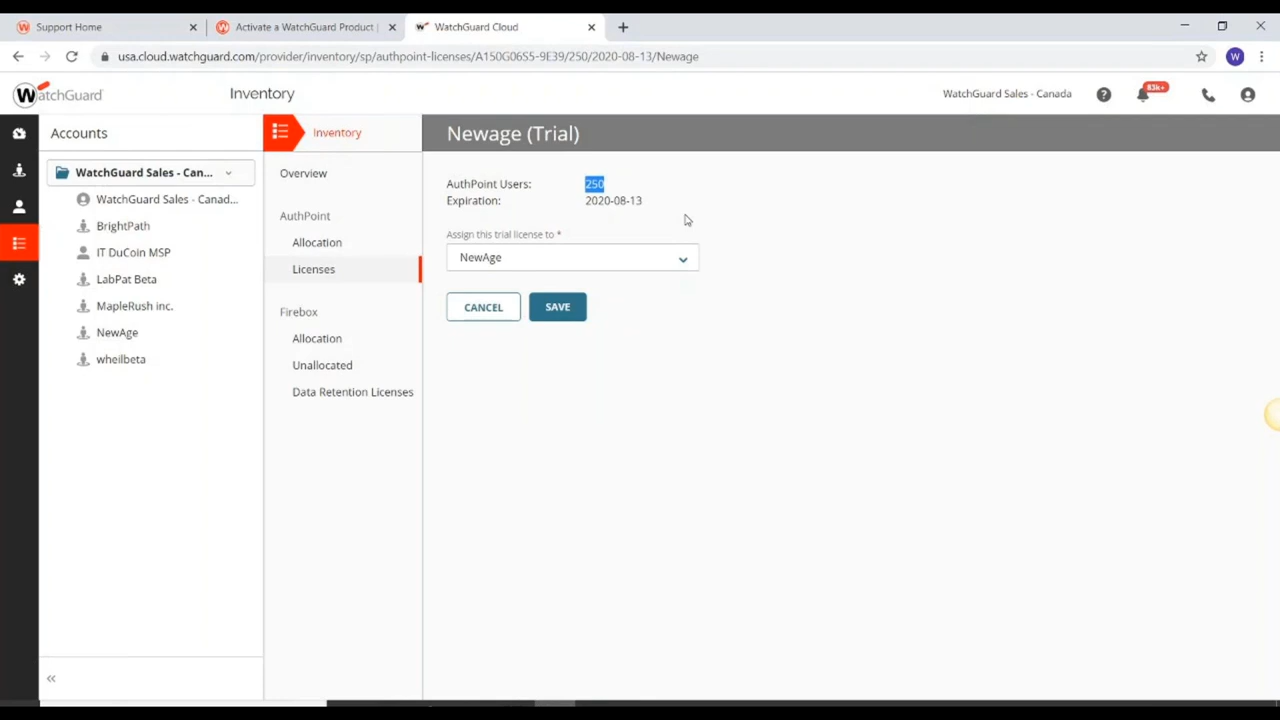 Support Home
Activate a WatchGuard Product |
WatchGuard Cloud
usa.cloud.watchguard.com/provider/inventory/sp/authpoint-licenses/A150G06S5-9E39/250/2020-08-13/Newage
W
WatchGuard
Inventory
WatchGuard Sales - Canada
83k+
Accounts
Inventory
Newage (Trial)
WatchGuard Sales - Can...
WatchGuard Sales - Canad...
BrightPath
IT DuCoin MSP
LabPat Beta
MapleRush inc.
NewAge
wheilbeta
Overview
AuthPoint
Allocation
Licenses
Firebox
Allocation
Unallocated
Data Retention Licenses
AuthPoint Users: 250
Expiration: 2020-08-13
Assign this trial license to *
NewAge
CANCEL
SAVE